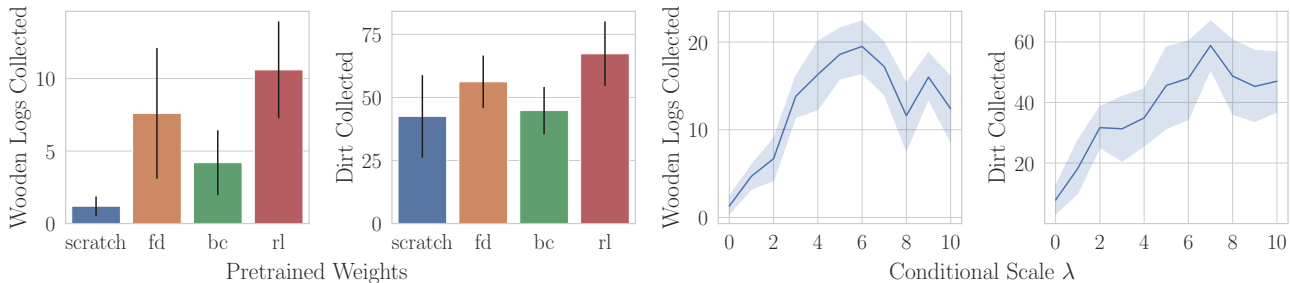 Wooden Logs Collected
10
5
0
scratch fd bc rl
Dirt Collected
75
50
25
0
scratch fd bc rl
Pretrained Weights
Wooden Logs Collected
20
10
0
0 2 4 6 8 10
Dirt Collected
60
40
20
0 2 4 6 8 10
Conditional Scale λ